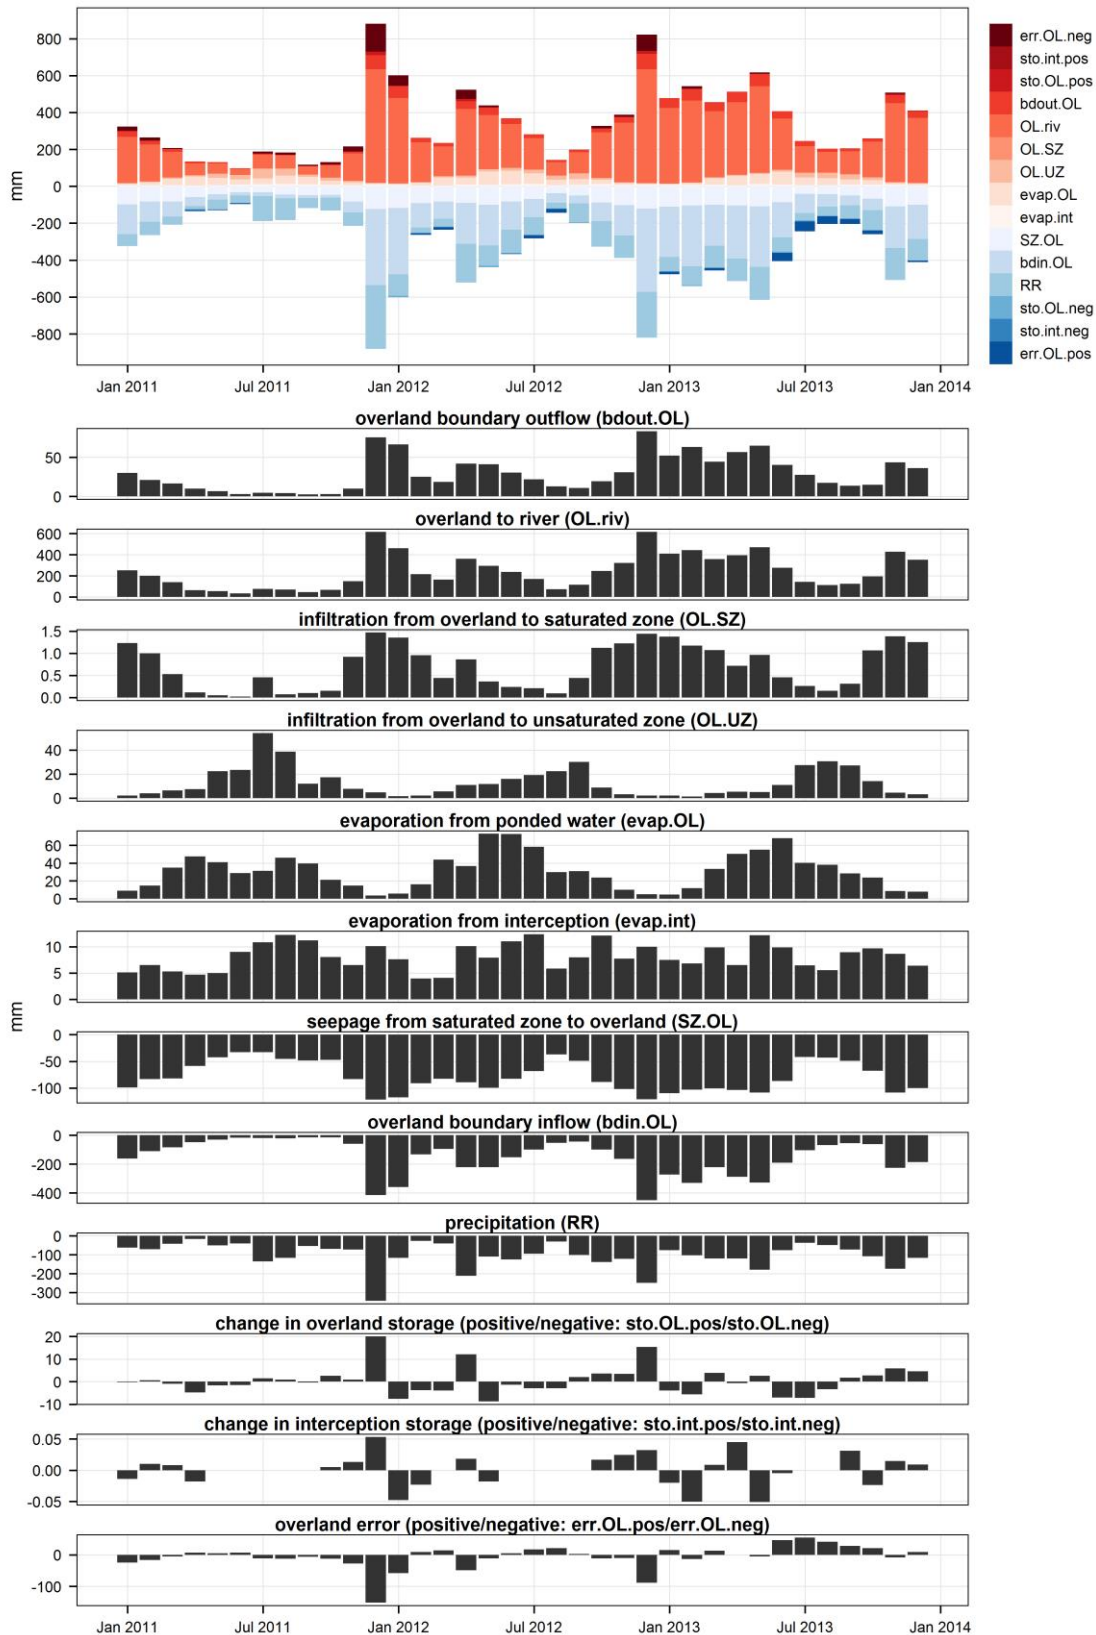 800
600
400
200
0
-200
-400
-600
-800
mm
Jan 2011
Jul 2011
Jan 2012
Jul 2012
Jan 2013
Jul 2013
Jan 2014
err.OL.neg
sto.int.pos
sto.OL.pos
bdout.OL
OL.riv
OL.SZ
OL.UZ
evap.OL
evap.int
SZ.OL
bdin.OL
RR
sto.OL.neg
sto.int.neg
err.OL.pos
overland boundary outflow (bdout.OL)
50
0
overland to river (OL.riv)
600
400
200
0
infiltration from overland to saturated zone (OL.SZ)
1.5
1.0
0.5
0.0
infiltration from overland to unsaturated zone (OL.UZ)
40
20
0
evaporation from ponded water (evap.OL)
60
40
20
0
evaporation from interception (evap.int)
10
5
0
mm
seepage from saturated zone to overland (SZ.OL)
0
-50
-100
overland boundary inflow (bdin.OL)
0
-200
-400
precipitation (RR)
0
-100
-200
-300
change in overland storage (positive/negative: sto.OL.pos/sto.OL.neg)
20
10
0
-10
change in interception storage (positive/negative: sto.int.pos/sto.int.neg)
0.05
0.00
-0.05
overland error (positive/negative: err.OL.pos/err.OL.neg)
0
-100
Jan 2011
Jul 2011
Jan 2012
Jul 2012
Jan 2013
Jul 2013
Jan 2014